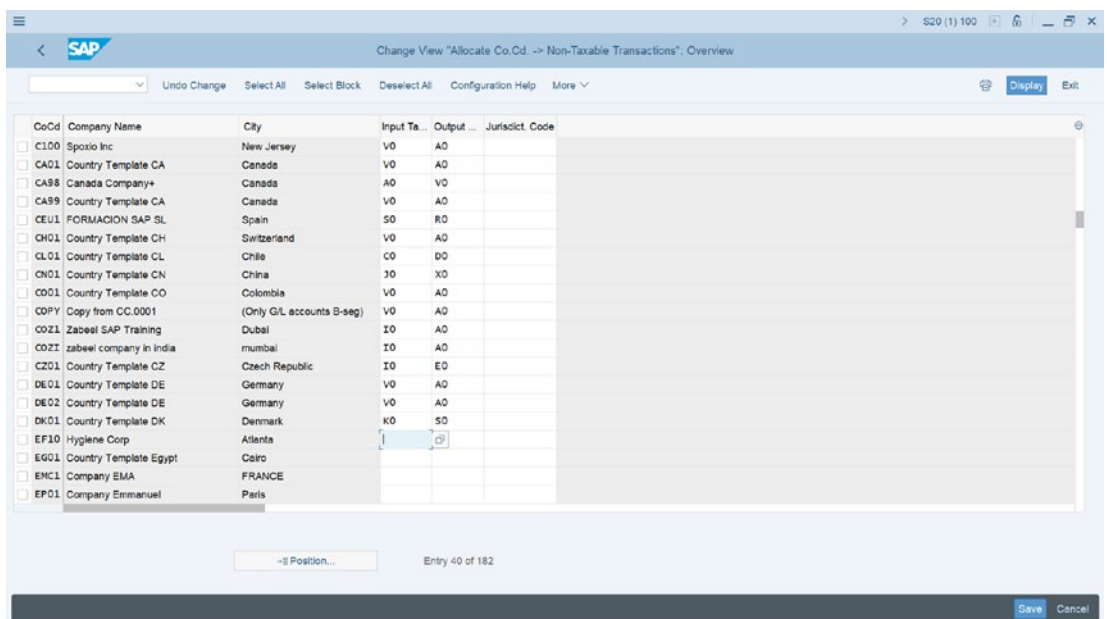 S20 (1) 100
SAP
Change View "Allocate Co.Cd. -> Non-Taxable Transactions": Overview
Undo Change Select All Select Block Deselect All Configuration Help More Display Exit
CoCd Company Name City Input Ta... Output ... Jurisdict. Code
C100 Spoxio Inc New Jersey V0 A0
CA01 Country Template CA Canada V0 A0
CA98 Canada Company+ Canada A0 V0
CA99 Country Template CA Canada V0 A0
CEU1 FORMACION SAP SL Spain S0 R0
CH01 Country Template CH Switzerland V0 A0
CL01 Country Template CL Chile C0 D0
CN01 Country Template CN China J0 X0
CO01 Country Template CO Colombia V0 A0
COPY Copy from CC.0001 (Only G/L accounts B-seg) V0 A0
COZ1 Zabeel SAP Training Dubai I0 A0
COZI zabeel company in india mumbai I0 A0
CZ01 Country Template CZ Czech Republic I0 E0
DE01 Country Template DE Germany V0 A0
DE02 Country Template DE Germany V0 A0
DK01 Country Template DK Denmark K0 S0
EF10 Hygiene Corp Atlanta
EG01 Country Template Egypt Cairo
EMC1 Company EMA FRANCE
EP01 Company Emmanuel Paris
Position... Entry 40 of 182
Save Cancel